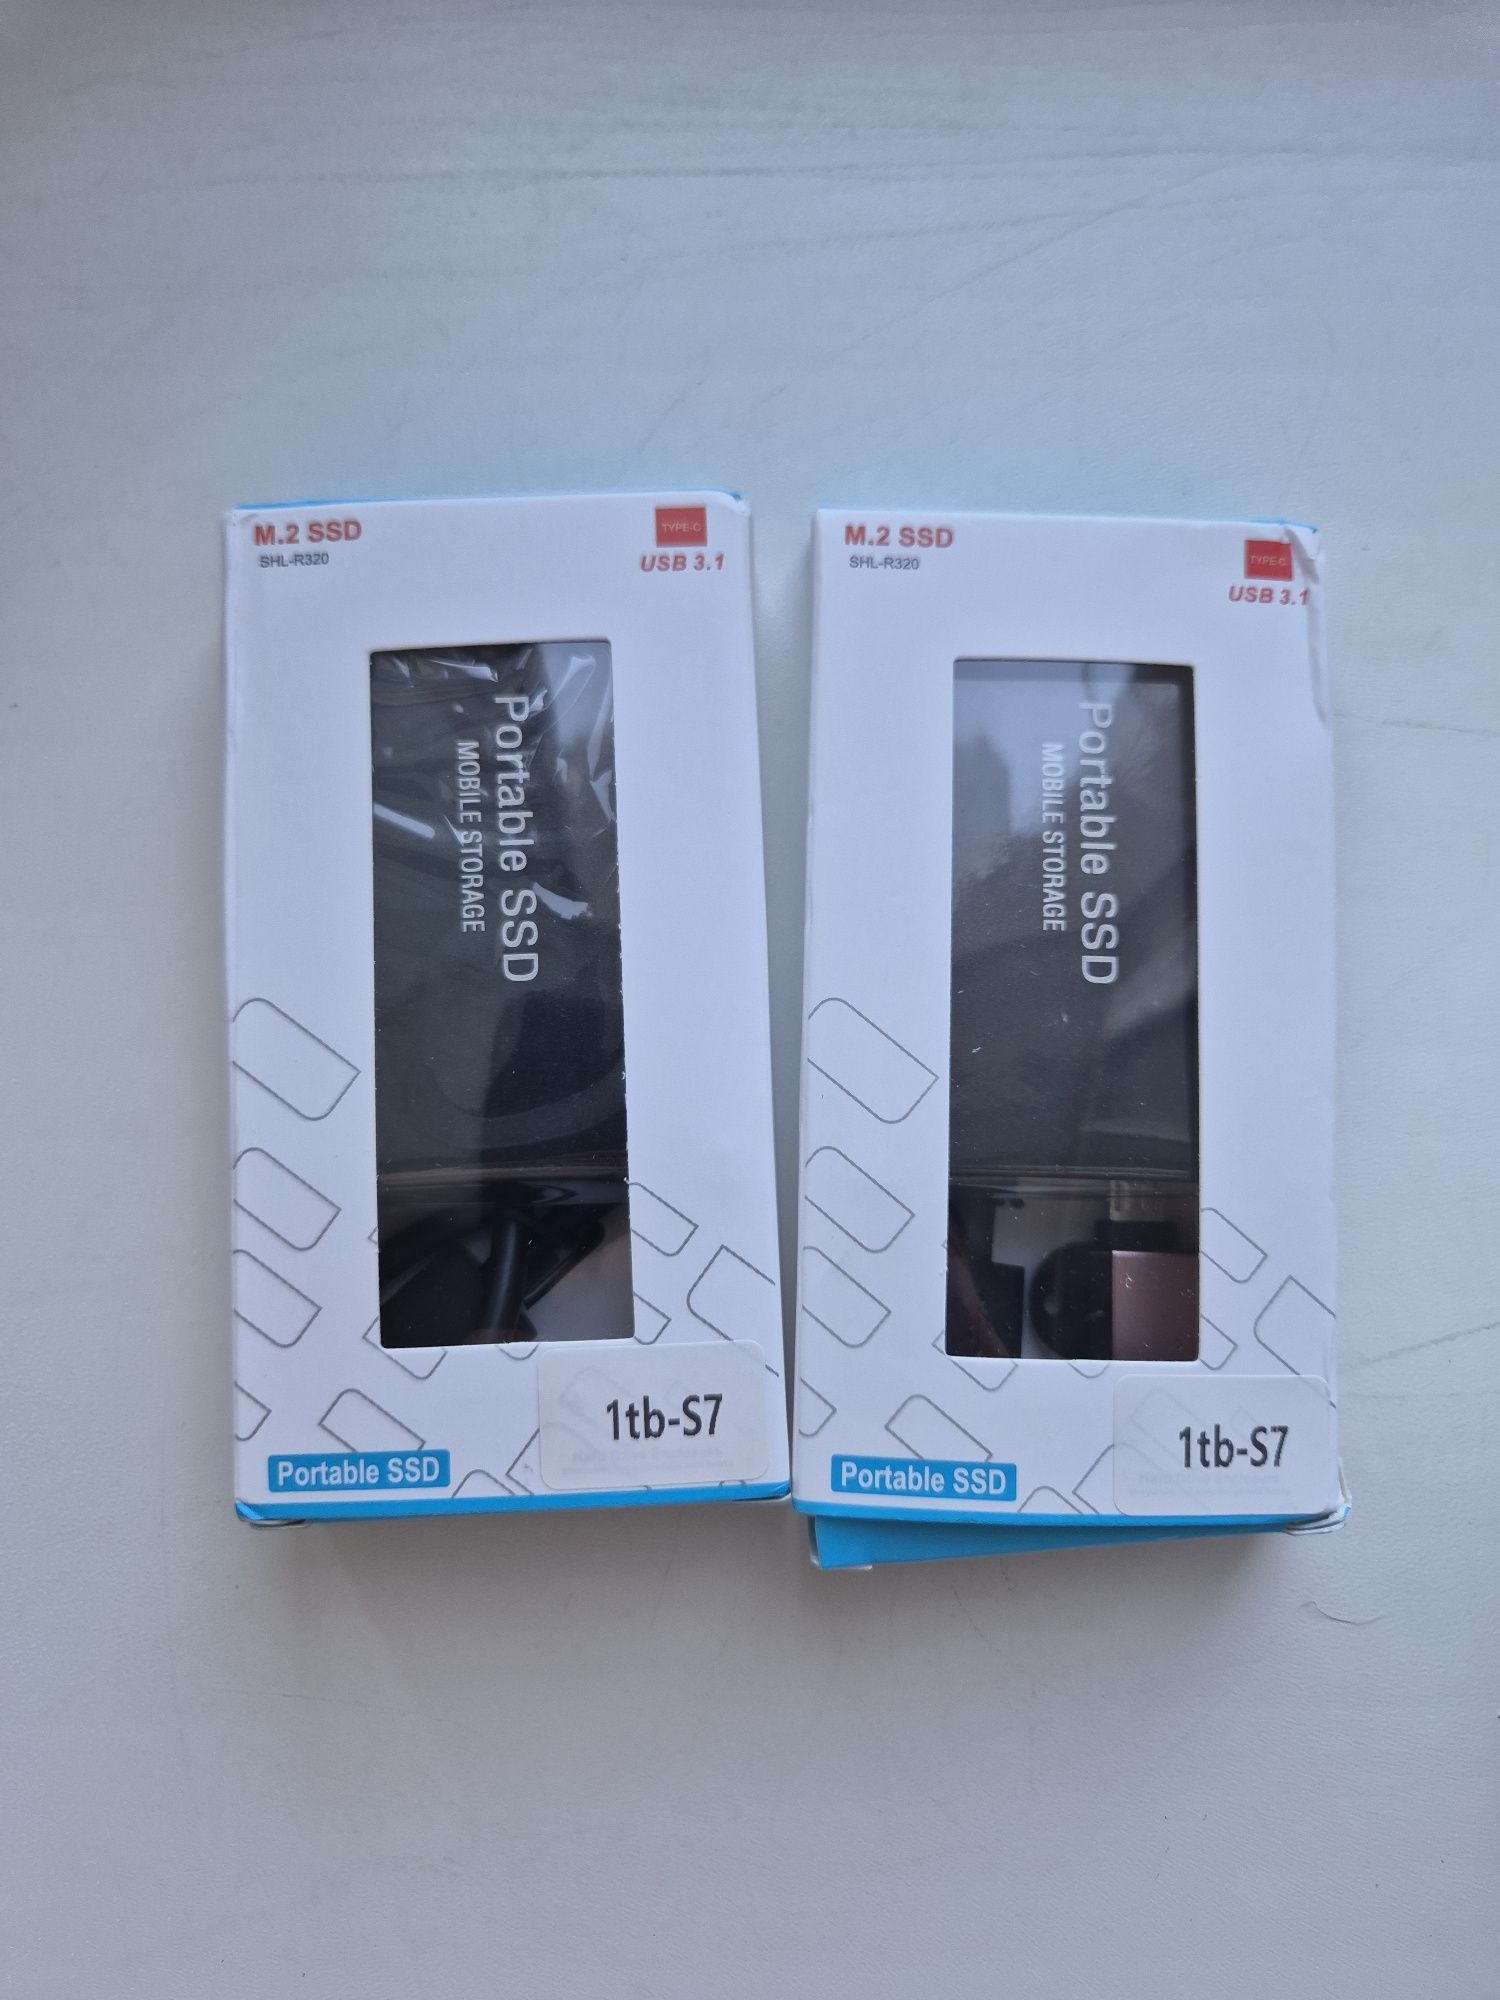 M.2 SSD
SHL-R320
TYPE-C
USB 3.1
Portable SSD
MOBILE STORAGE
1tb-S7
Portable SSD
M.2 SSD
SHL-R320
TYPE-C
USB 3.1
Portable SSD
MOBILE STORAGE
1tb-S7
Portable SSD